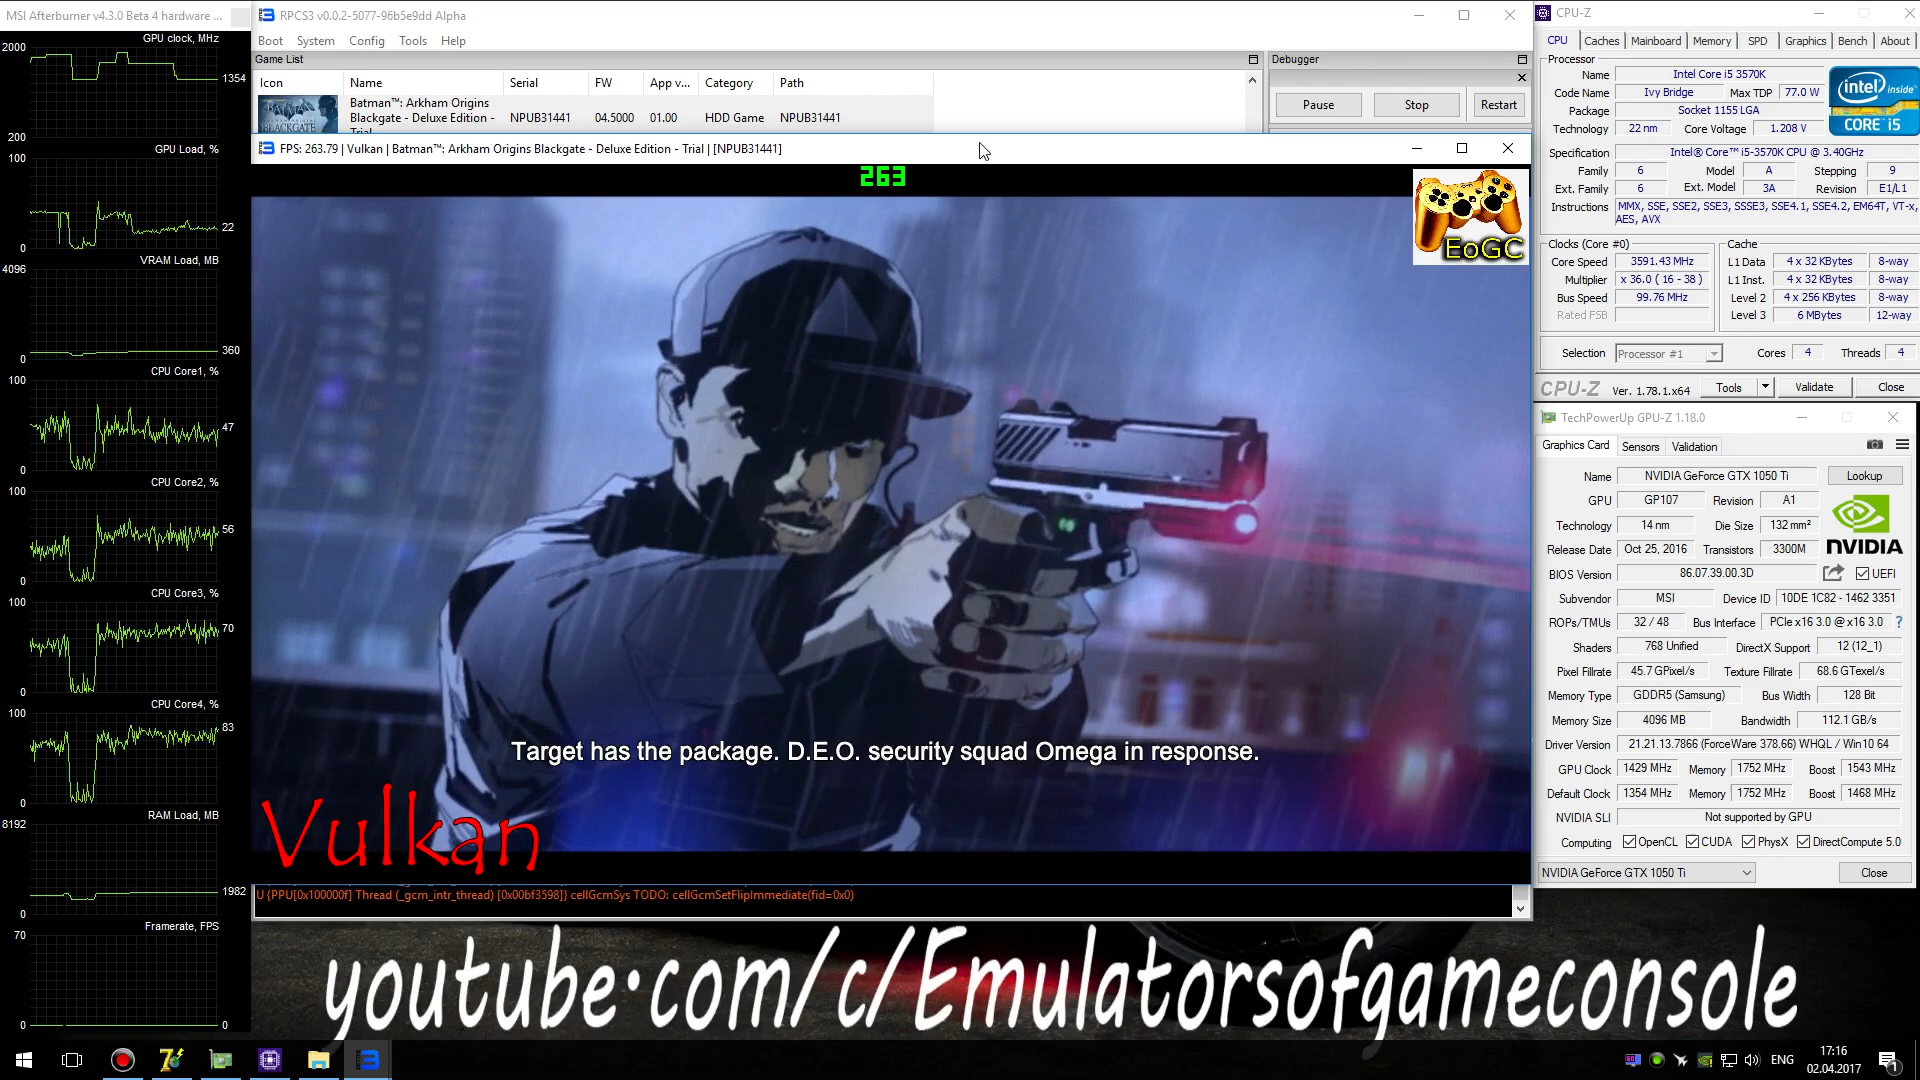 MSI Afterburner v4.3.0 Beta 4 hardware ...
GPU clock, MHz
2000
1354
200
GPU Load, %
100
22
0
VRAM Load, MB
4096
360
0
CPU Core1, %
100
47
0
CPU Core2, %
100
56
0
CPU Core3, %
100
70
0
CPU Core4, %
100
83
0
RAM Load, MB
8192
1982
0
Framerate, FPS
70
0
0
RPCS3 v0.0.2-5077-96b5e9dd Alpha
Boot System Config Tools Help
Game List
Icon Name Serial FW App v... Category Path
Batman™: Arkham Origins
Blackgate - Deluxe Edition - NPUB31441 04.5000 01.00 HDD Game NPUB31441
Debugger
Pause Stop Restart
FPS: 263.79 | Vulkan | Batman™: Arkham Origins Blackgate - Deluxe Edition - Trial | [NPUB31441]
263
EoGC
Target has the package. D.E.O. security squad Omega in response.
Vulkan
U {PPU[0x100000f] Thread (_gcm_intr_thread) [0x00bf3598]} cellGcmSys TODO: cellGcmSetFlipImmediate(fid=0x0)
youtube.com/c/Emulatorsofgameconsole
CPU-Z
CPU Caches Mainboard Memory SPD Graphics Bench About
Processor
Name Intel Core i5 3570K
Code Name Ivy Bridge Max TDP 77.0 W
Package Socket 1155 LGA
Technology 22 nm Core Voltage 1.208 V
intel inside
CORE i5
Specification Intel® Core™ i5-3570K CPU @ 3.40GHz
Family 6 Model A Stepping 9
Ext. Family 6 Ext. Model 3A Revision E1/L1
Instructions MMX, SSE, SSE2, SSE3, SSSE3, SSE4.1, SSE4.2, EM64T, VT-x,
AES, AVX
Clocks (Core #0) Cache
Core Speed 3591.43 MHz L1 Data 4 x 32 KBytes 8-way
Multiplier x 36.0 ( 16 - 38 ) L1 Inst. 4 x 32 KBytes 8-way
Bus Speed 99.76 MHz Level 2 4 x 256 KBytes 8-way
Rated FSB Level 3 6 MBytes 12-way
Selection Processor #1 Cores 4 Threads 4
CPU-Z Ver. 1.78.1.x64 Tools Validate Close
TechPowerUp GPU-Z 1.18.0
Graphics Card Sensors Validation
Name NVIDIA GeForce GTX 1050 Ti Lookup
GPU GP107 Revision A1
Technology 14 nm Die Size 132 mm²
Release Date Oct 25, 2016 Transistors 3300M
NVIDIA
BIOS Version 86.07.39.00.3D UEFI
Subvendor MSI Device ID 10DE 1C82 - 1462 3351
ROPs/TMUs 32 / 48 Bus Interface PCIe x16 3.0 @ x16 3.0 ?
Shaders 768 Unified DirectX Support 12 (12_1)
Pixel Fillrate 45.7 GPixel/s Texture Fillrate 68.6 GTexel/s
Memory Type GDDR5 (Samsung) Bus Width 128 Bit
Memory Size 4096 MB Bandwidth 112.1 GB/s
Driver Version 21.21.13.7866 (ForceWare 378.66) WHQL / Win10 64
GPU Clock 1429 MHz Memory 1752 MHz Boost 1543 MHz
Default Clock 1354 MHz Memory 1752 MHz Boost 1468 MHz
NVIDIA SLI Not supported by GPU
Computing OpenCL CUDA PhysX DirectCompute 5.0
NVIDIA GeForce GTX 1050 Ti Close
ENG
17:16
02.04.2017
1